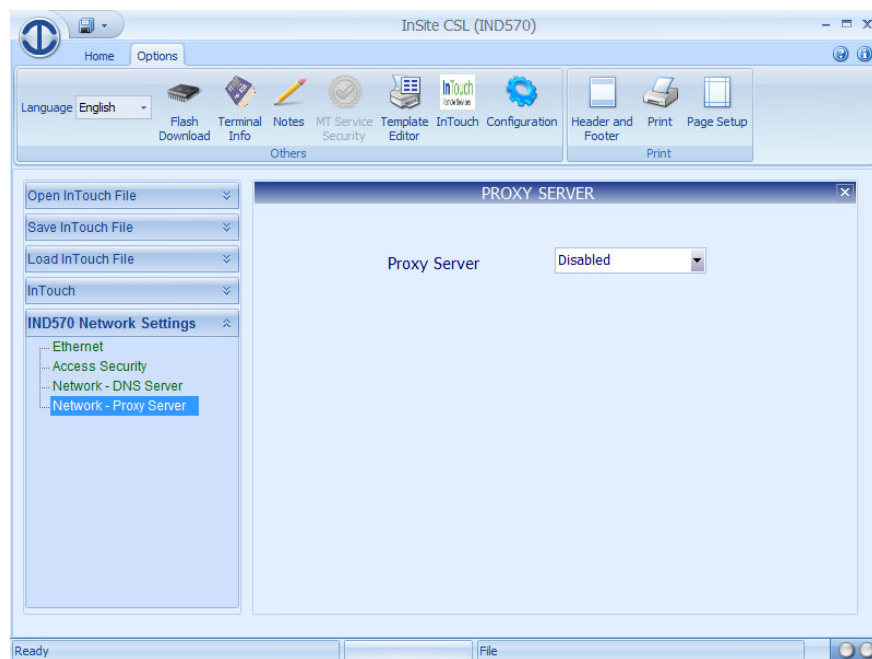 InSite CSL (IND570)
Home Options
Language English
Flash Download
Terminal Info
Notes
MT Service Security
Template Editor
InTouch
InTouch
Configuration
Header and Footer
Print
Page Setup
Others
Print
Open InTouch File
Save InTouch File
Load InTouch File
InTouch
IND570 Network Settings
Ethernet
Access Security
Network - DNS Server
Network - Proxy Server
PROXY SERVER
Proxy Server Disabled
Ready
File